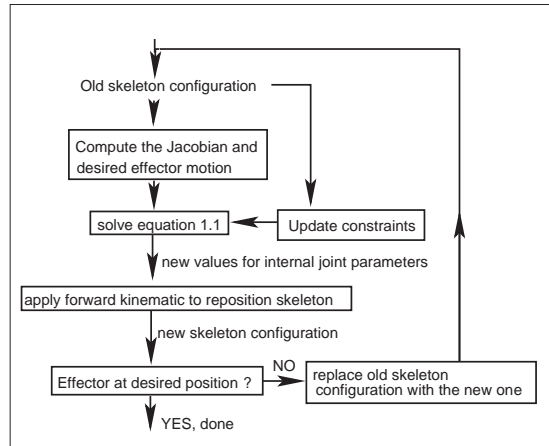 Old skeleton configuration
Compute the Jacobian and
desired effector motion
solve equation 1.1
Update constraints
new values for internal joint parameters
apply forward kinematic to reposition skeleton
new skeleton configuration
Effector at desired position ?
NO
replace old skeleton
configuration with the new one
YES, done